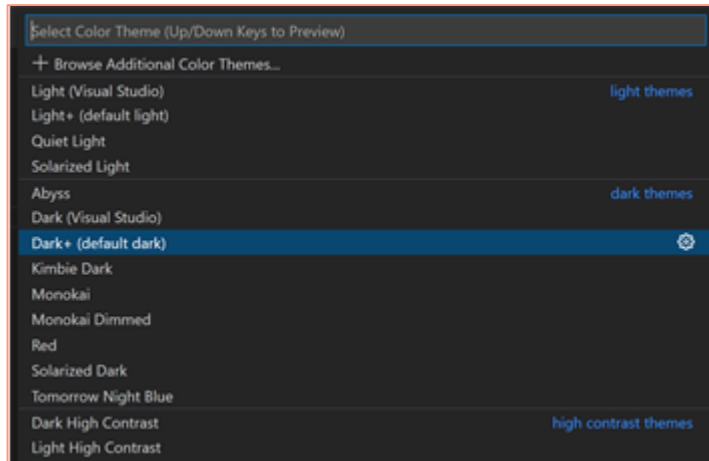 Select Color Theme (Up/Down Keys to Preview)
+ Browse Additional Color Themes...
Light (Visual Studio) light themes
Light+ (default light)
Quiet Light
Solarized Light
Abyss dark themes
Dark (Visual Studio)
Dark+ (default dark)
Kimbie Dark
Monokai
Monokai Dimmed
Red
Solarized Dark
Tomorrow Night Blue
Dark High Contrast high contrast themes
Light High Contrast